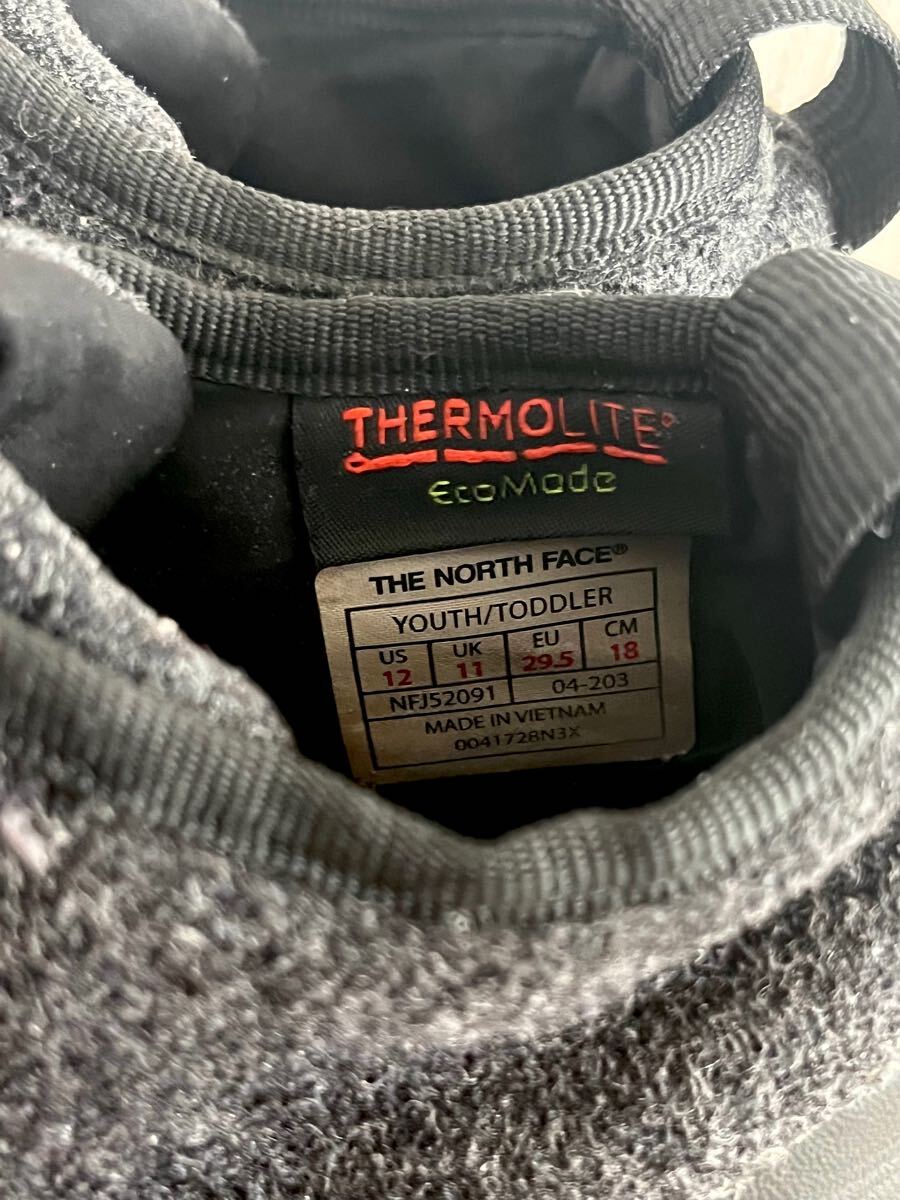 THERMOLITE®
EcoMade
THE NORTH FACE®
YOUTH/TODDLER
US UK EU CM
12 11 29.5 18
NFJ52091 04-203
MADE IN VIETNAM
0041728N3X